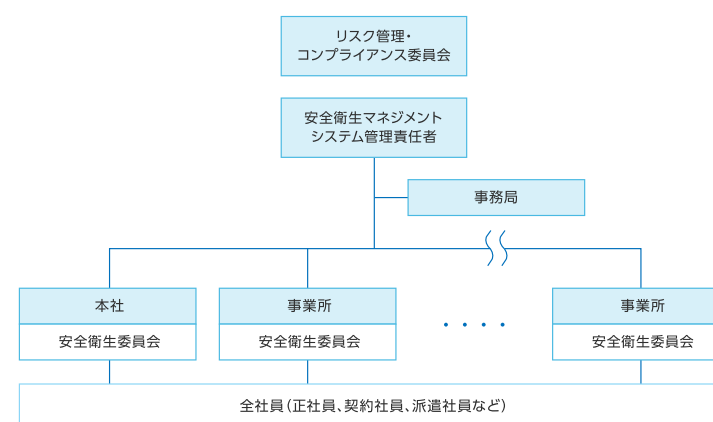 リスク管理・
コンプライアンス委員会
安全衛生マネジメント
システム管理責任者
事務局
本社
事業所
事業所
安全衛生委員会
安全衛生委員会
安全衛生委員会
全社員（正社員、契約社員、派遣社員など）